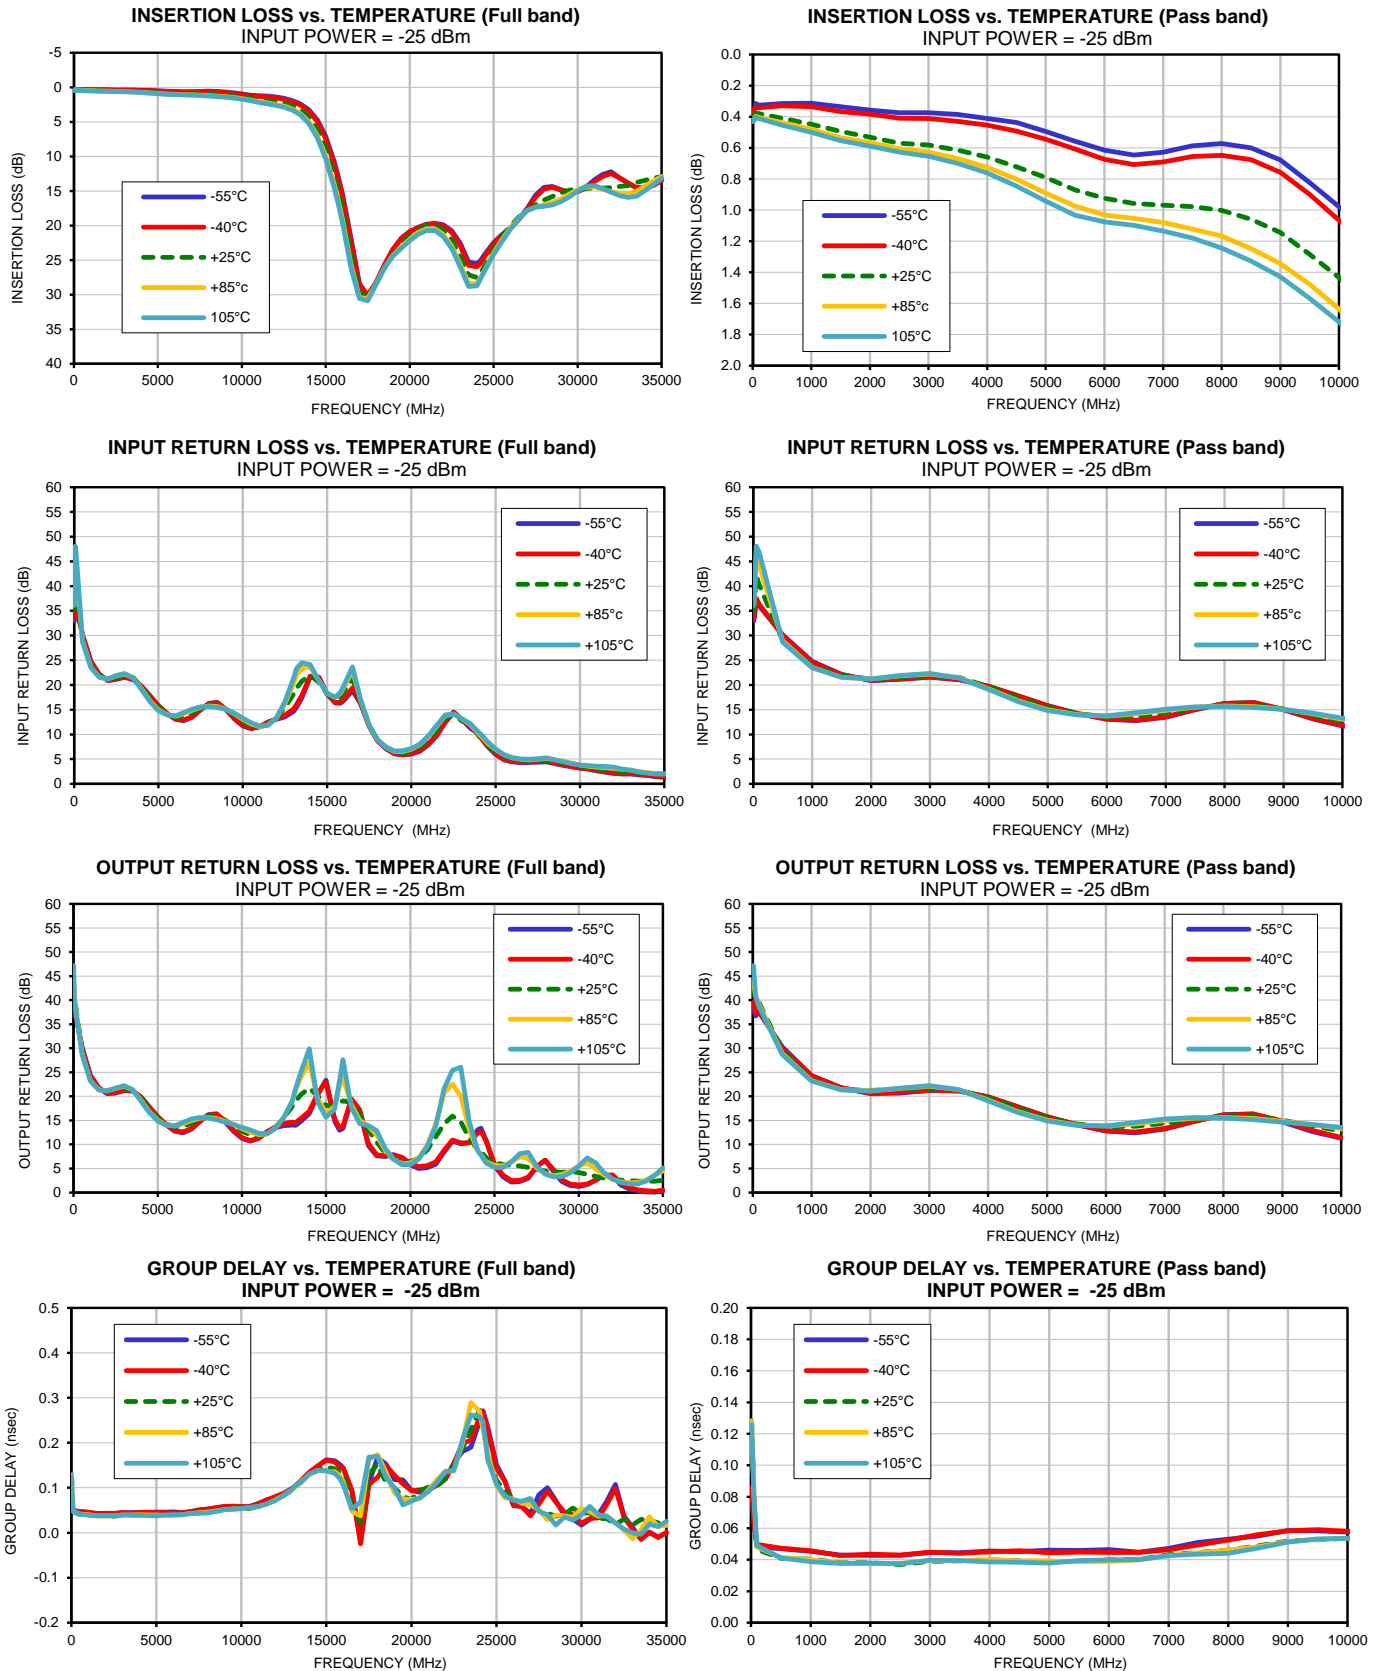 INSERTION LOSS vs. TEMPERATURE (Full band)
INPUT POWER = -25 dBm
INSERTION LOSS (dB)
-5
0
5
10
15
20
25
30
35
40
-55°C
-40°C
+25°C
+85°c
105°C
0 5000 10000 15000 20000 25000 30000 35000
FREQUENCY (MHz)
INSERTION LOSS vs. TEMPERATURE (Pass band)
INPUT POWER = -25 dBm
INSERTION LOSS (dB)
0.0
0.2
0.4
0.6
0.8
1.0
1.2
1.4
1.6
1.8
2.0
-55°C
-40°C
+25°C
+85°c
105°C
0 1000 2000 3000 4000 5000 6000 7000 8000 9000 10000
FREQUENCY (MHz)
INPUT RETURN LOSS vs. TEMPERATURE (Full band)
INPUT POWER = -25 dBm
INPUT RETURN LOSS (dB)
60
55
50
45
40
35
30
25
20
15
10
5
0
-55°C
-40°C
+25°C
+85°c
+105°C
0 5000 10000 15000 20000 25000 30000 35000
FREQUENCY (MHz)
INPUT RETURN LOSS vs. TEMPERATURE (Pass band)
INPUT POWER = -25 dBm
INPUT RETURN LOSS (dB)
60
55
50
45
40
35
30
25
20
15
10
5
0
-55°C
-40°C
+25°C
+85°c
+105°C
0 1000 2000 3000 4000 5000 6000 7000 8000 9000 10000
FREQUENCY (MHz)
OUTPUT RETURN LOSS vs. TEMPERATURE (Full band)
INPUT POWER = -25 dBm
OUTPUT RETURN LOSS (dB)
60
55
50
45
40
35
30
25
20
15
10
5
0
-55°C
-40°C
+25°C
+85°C
+105°C
0 5000 10000 15000 20000 25000 30000 35000
FREQUENCY (MHz)
OUTPUT RETURN LOSS vs. TEMPERATURE (Pass band)
INPUT POWER = -25 dBm
OUTPUT RETURN LOSS (dB)
60
55
50
45
40
35
30
25
20
15
10
5
0
-55°C
-40°C
+25°C
+85°C
+105°C
0 1000 2000 3000 4000 5000 6000 7000 8000 9000 10000
FREQUENCY (MHz)
GROUP DELAY vs. TEMPERATURE (Full band)
INPUT POWER = -25 dBm
GROUP DELAY (nsec)
0.5
0.4
0.3
0.2
0.1
0.0
-0.1
-0.2
-55°C
-40°C
+25°C
+85°C
+105°C
0 5000 10000 15000 20000 25000 30000 35000
FREQUENCY (MHz)
GROUP DELAY vs. TEMPERATURE (Pass band)
INPUT POWER = -25 dBm
GROUP DELAY (nsec)
0.20
0.18
0.16
0.14
0.12
0.10
0.08
0.06
0.04
0.02
0.00
-55°C
-40°C
+25°C
+85°C
+105°C
0 1000 2000 3000 4000 5000 6000 7000 8000 9000 10000
FREQUENCY (MHz)